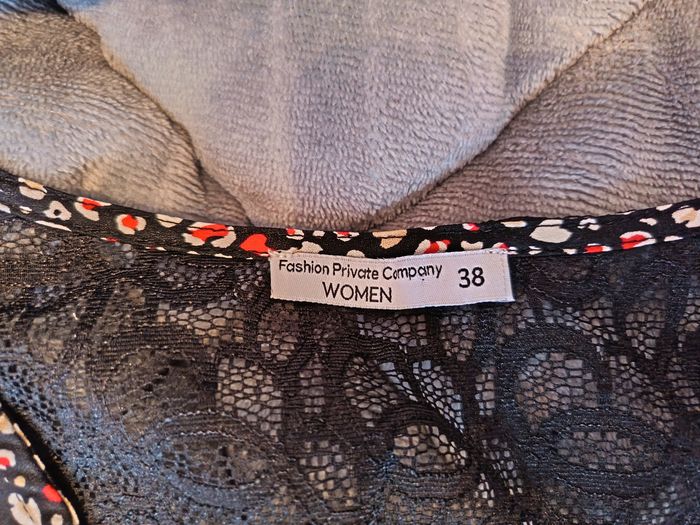 Fashion Private Company 38
WOMEN